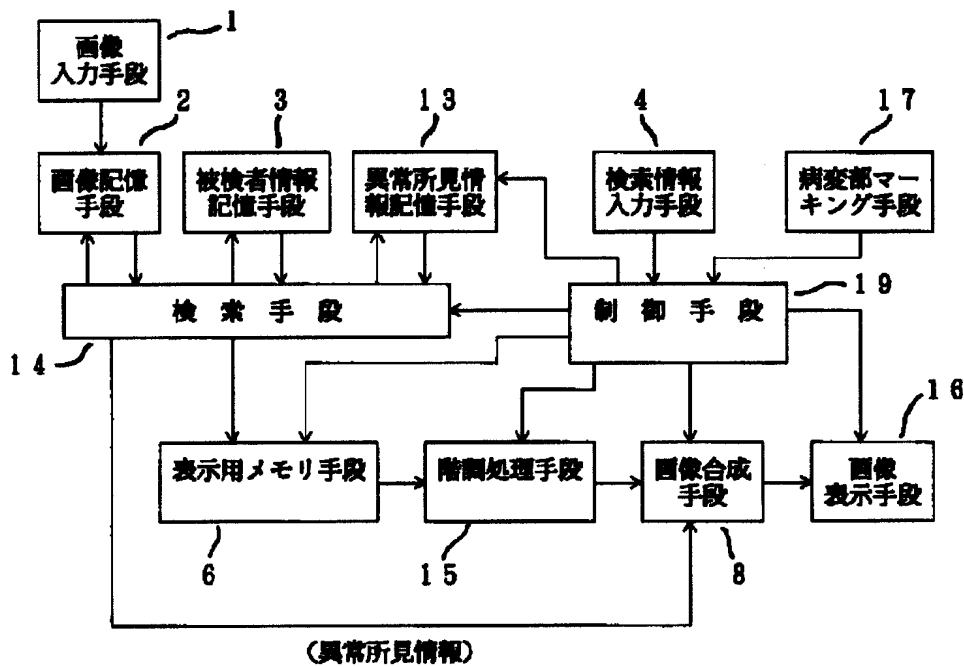 1
画像
入力手段
2
3
13
4
17
画像記憶
手段
被検者情報
記憶手段
異常所見情
報記憶手段
検索情報
入力手段
病変部マー
キング手段
検索手段
制御手段
19
14
16
表示用メモリ手段
階調処理手段
画像合成
手段
画像
表示手段
6
15
8
(異常所見情報)